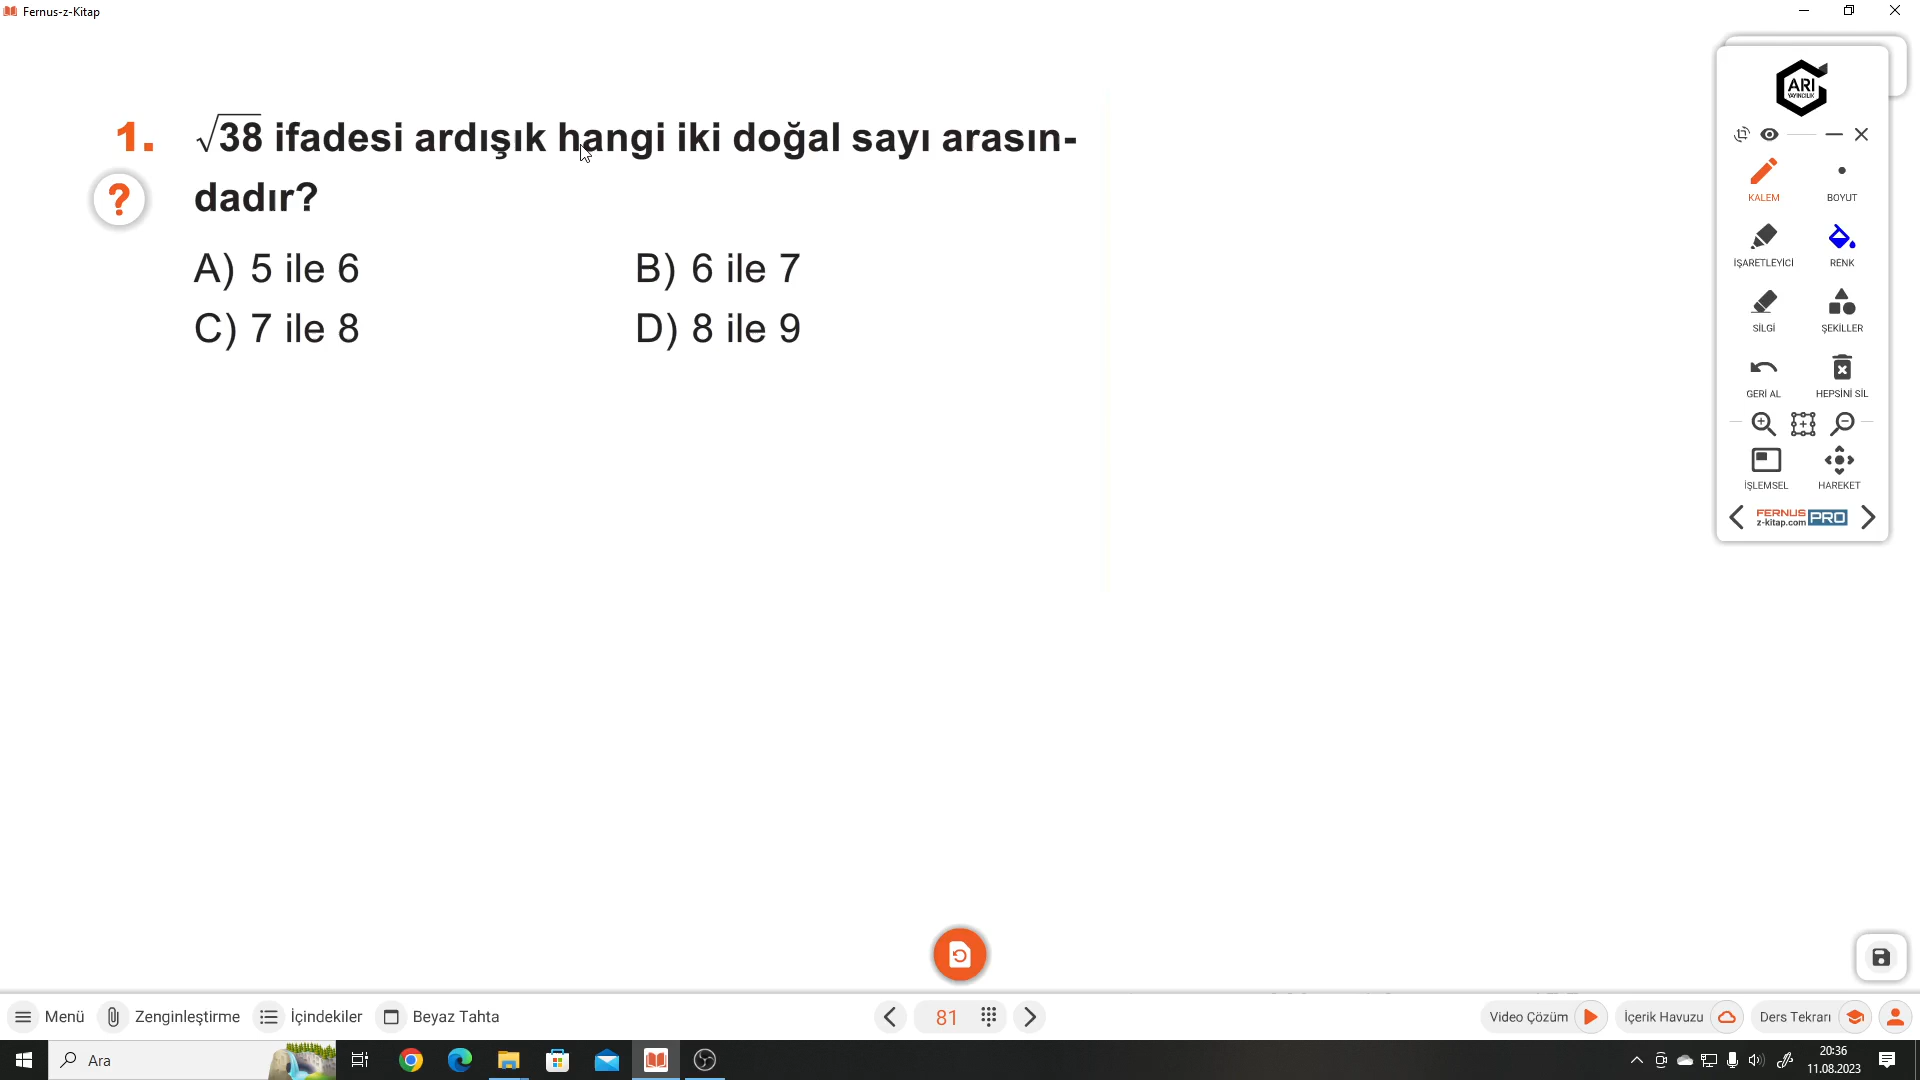 Fernus-z-Kitap
1. √38 ifadesi ardışık hangi iki doğal sayı arasın-
dadır?
?
A) 5 ile 6
B) 6 ile 7
C) 7 ile 8
D) 8 ile 9
ARI
YAYINCILIK
KALEM
BOYUT
İŞARETLEYİCİ
RENK
SİLGİ
ŞEKİLLER
GERİ AL
HEPSİNİ SİL
İŞLEMSEL
HAREKET
FERNUS
z-kitap.com PRO
Menü
Zenginleştirme
İçindekiler
Beyaz Tahta
81
Video Çözüm
İçerik Havuzu
Ders Tekrarı
Ara
20:36
11.08.2023